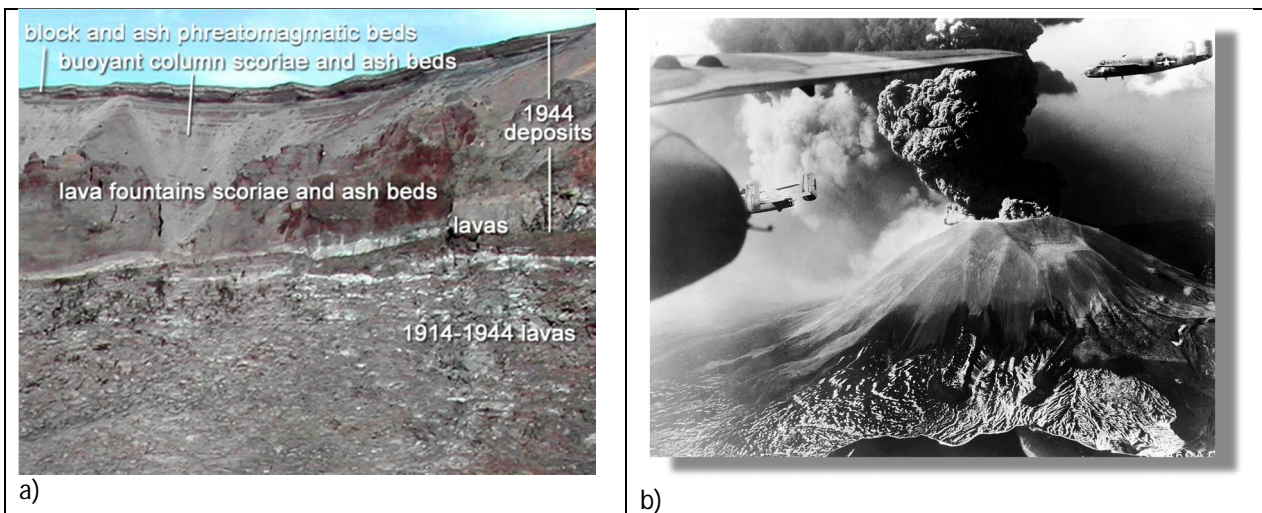 block and ash phreatomagmatic beds
buoyant column scoriae and ash beds
1944
deposits
lava fountains scoriae and ash beds
lavas
1914-1944 lavas
a)
b)